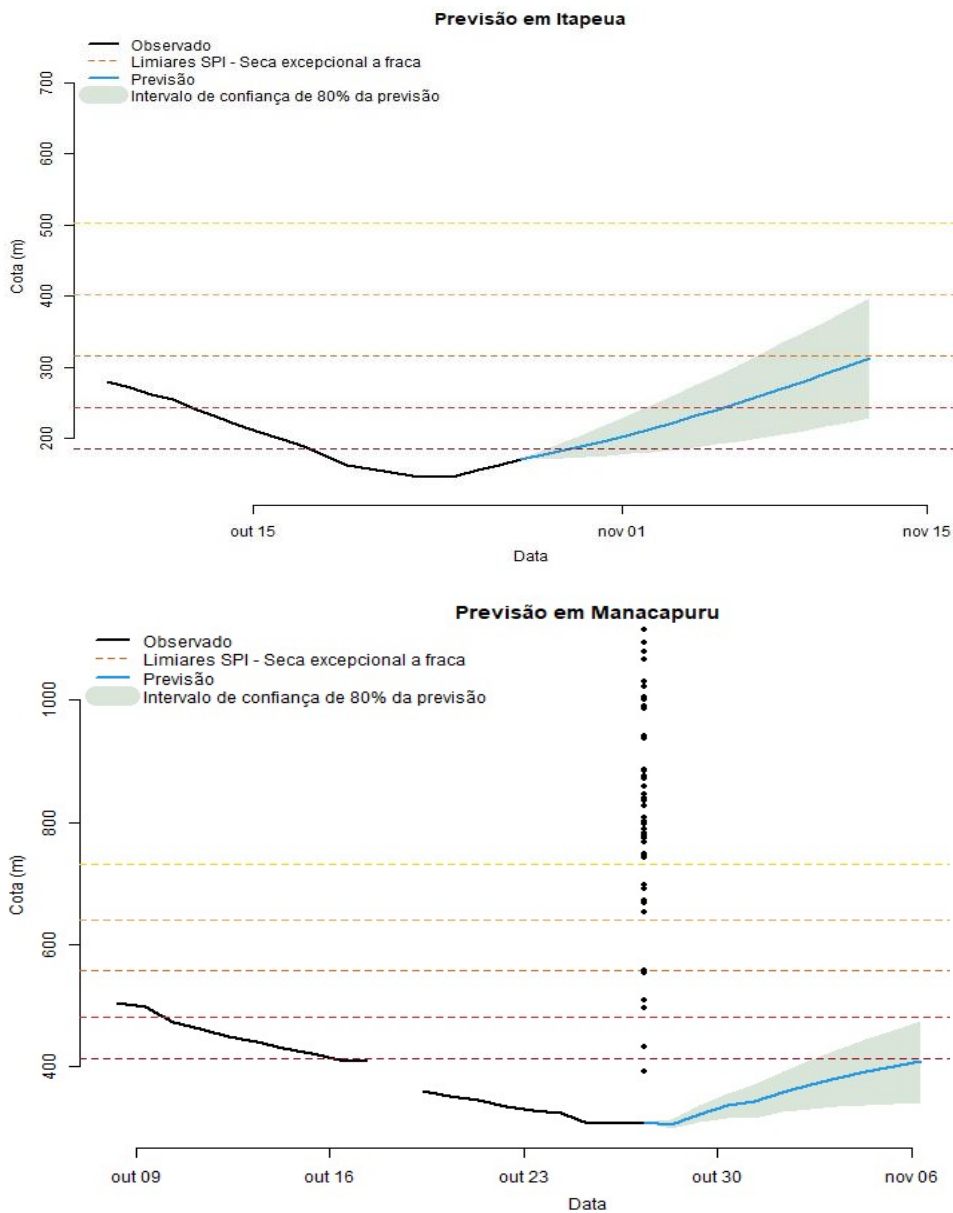 Previsão em Itapeua
Observado
Limiares SPI - Seca excepcional a fraca
Previsão
Intervalo de confiança de 80% da previsão
700
600
500
400
300
200
Cota (m)
out 15
nov 01
nov 15
Data
Previsão em Manacapuru
Observado
Limiares SPI - Seca excepcional a fraca
Previsão
Intervalo de confiança de 80% da previsão
1000
800
600
400
Cota (m)
out 09
out 16
out 23
out 30
nov 06
Data